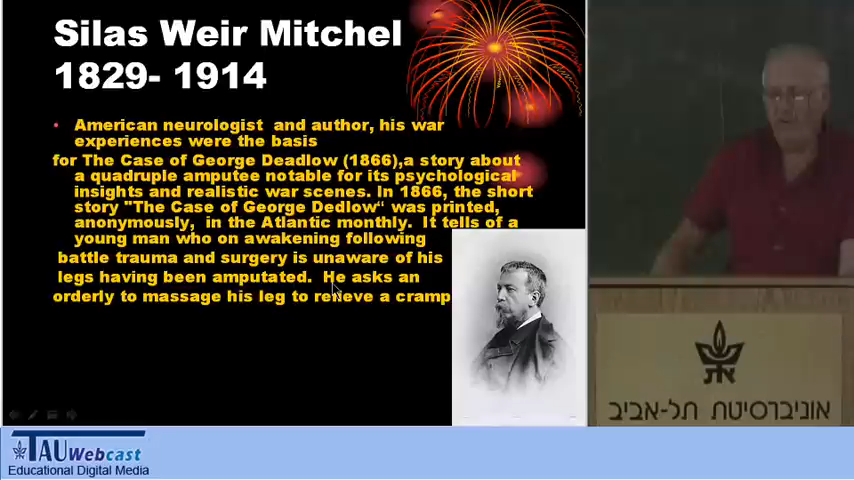 Silas Weir Mitchel
1829- 1914
• American neurologist and author, his war
experiences were the basis
for The Case of George Deadlow (1866),a story about
a quadruple amputee notable for its psychological
insights and realistic war scenes. In 1866, the short
story "The Case of George Dedlow“ was printed,
anonymously, in the Atlantic monthly. It tells of a
young man who on awakening following
battle trauma and surgery is unaware of his
legs having been amputated. He asks an
orderly to massage his leg to relieve a cramp
אוניברסיטת תל-אביב
TAU Webcast
Educational Digital Media